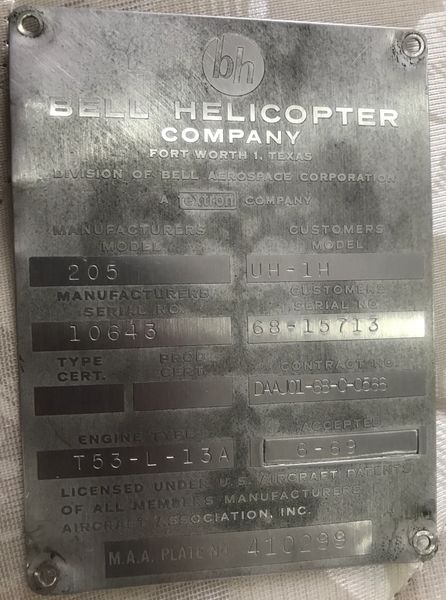 bh
BELL HELICOPTER
COMPANY
FORT WORTH 1, TEXAS
DIVISION OF BELL AEROSPACE CORPORATION
A textron COMPANY
MANUFACTURERS MODEL CUSTOMERS MODEL
205 UH-1H
MANUFACTURERS SERIAL NO. CUSTOMERS SERIAL NO.
10643 68-15713
TYPE CERT. PROD. CERT. CONTRACT NO.
DAAJ01-68-C-0566
ENGINE TYPE ACCEPTED
T53-L-13A 6-69
LICENSED UNDER U.S. AIRCRAFT PATENTS
OF ALL MEMBERS MANUFACTURERS
AIRCRAFT ASSOCIATION, INC.
M.A.A. PLATE NO. 410299